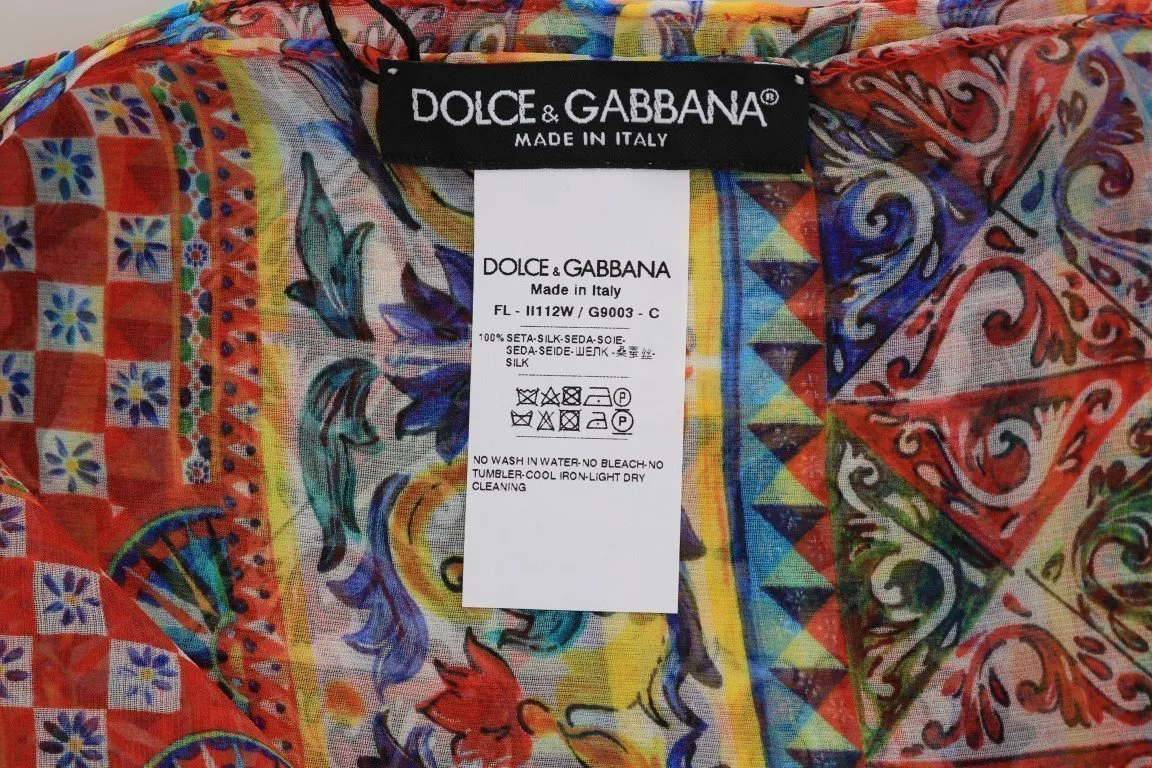 DOLCE & GABBANA®
MADE IN ITALY
DOLCE & GABBANA
Made in Italy
FL - II112W / G9003 - C
100% SETA-SILK-SEDA-SOIE-
SEDA-SEIDE-ШЕЛК -桑蚕丝-
SILK
NO WASH IN WATER-NO BLEACH-NO
TUMBLER-COOL IRON-LIGHT DRY
CLEANING